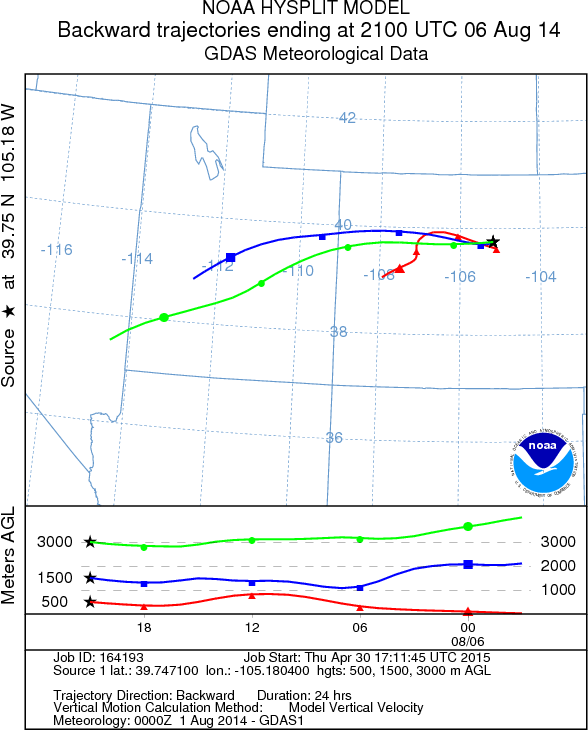 NOAA HYSPLIT MODEL
Backward trajectories ending at 2100 UTC 06 Aug 14
GDAS Meteorological Data
Source ★ at 39.75 N 105.18 W
42
40
-116
-114
-112
-110
-108
-106
-104
38
36
noaa
Meters AGL
3000
1500
500
3000
2000
1000
18 12 06 00
08/06
Job ID: 164193 Job Start: Thu Apr 30 17:11:45 UTC 2015
Source 1 lat.: 39.747100 lon.: -105.180400 hgts: 500, 1500, 3000 m AGL
Trajectory Direction: Backward Duration: 24 hrs
Vertical Motion Calculation Method: Model Vertical Velocity
Meteorology: 0000Z 1 Aug 2014 - GDAS1